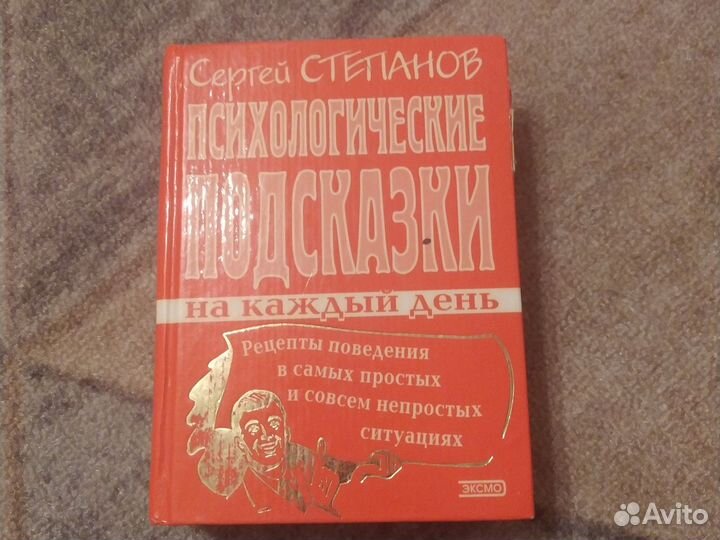 Сергей СТЕПАНОВ
ПСИХОЛОГИЧЕСКИЕ
ПОДСКАЗКИ
на каждый день
Рецепты поведения
в самых простых
и совсем непростых
ситуациях
ЭКСМО
Avito